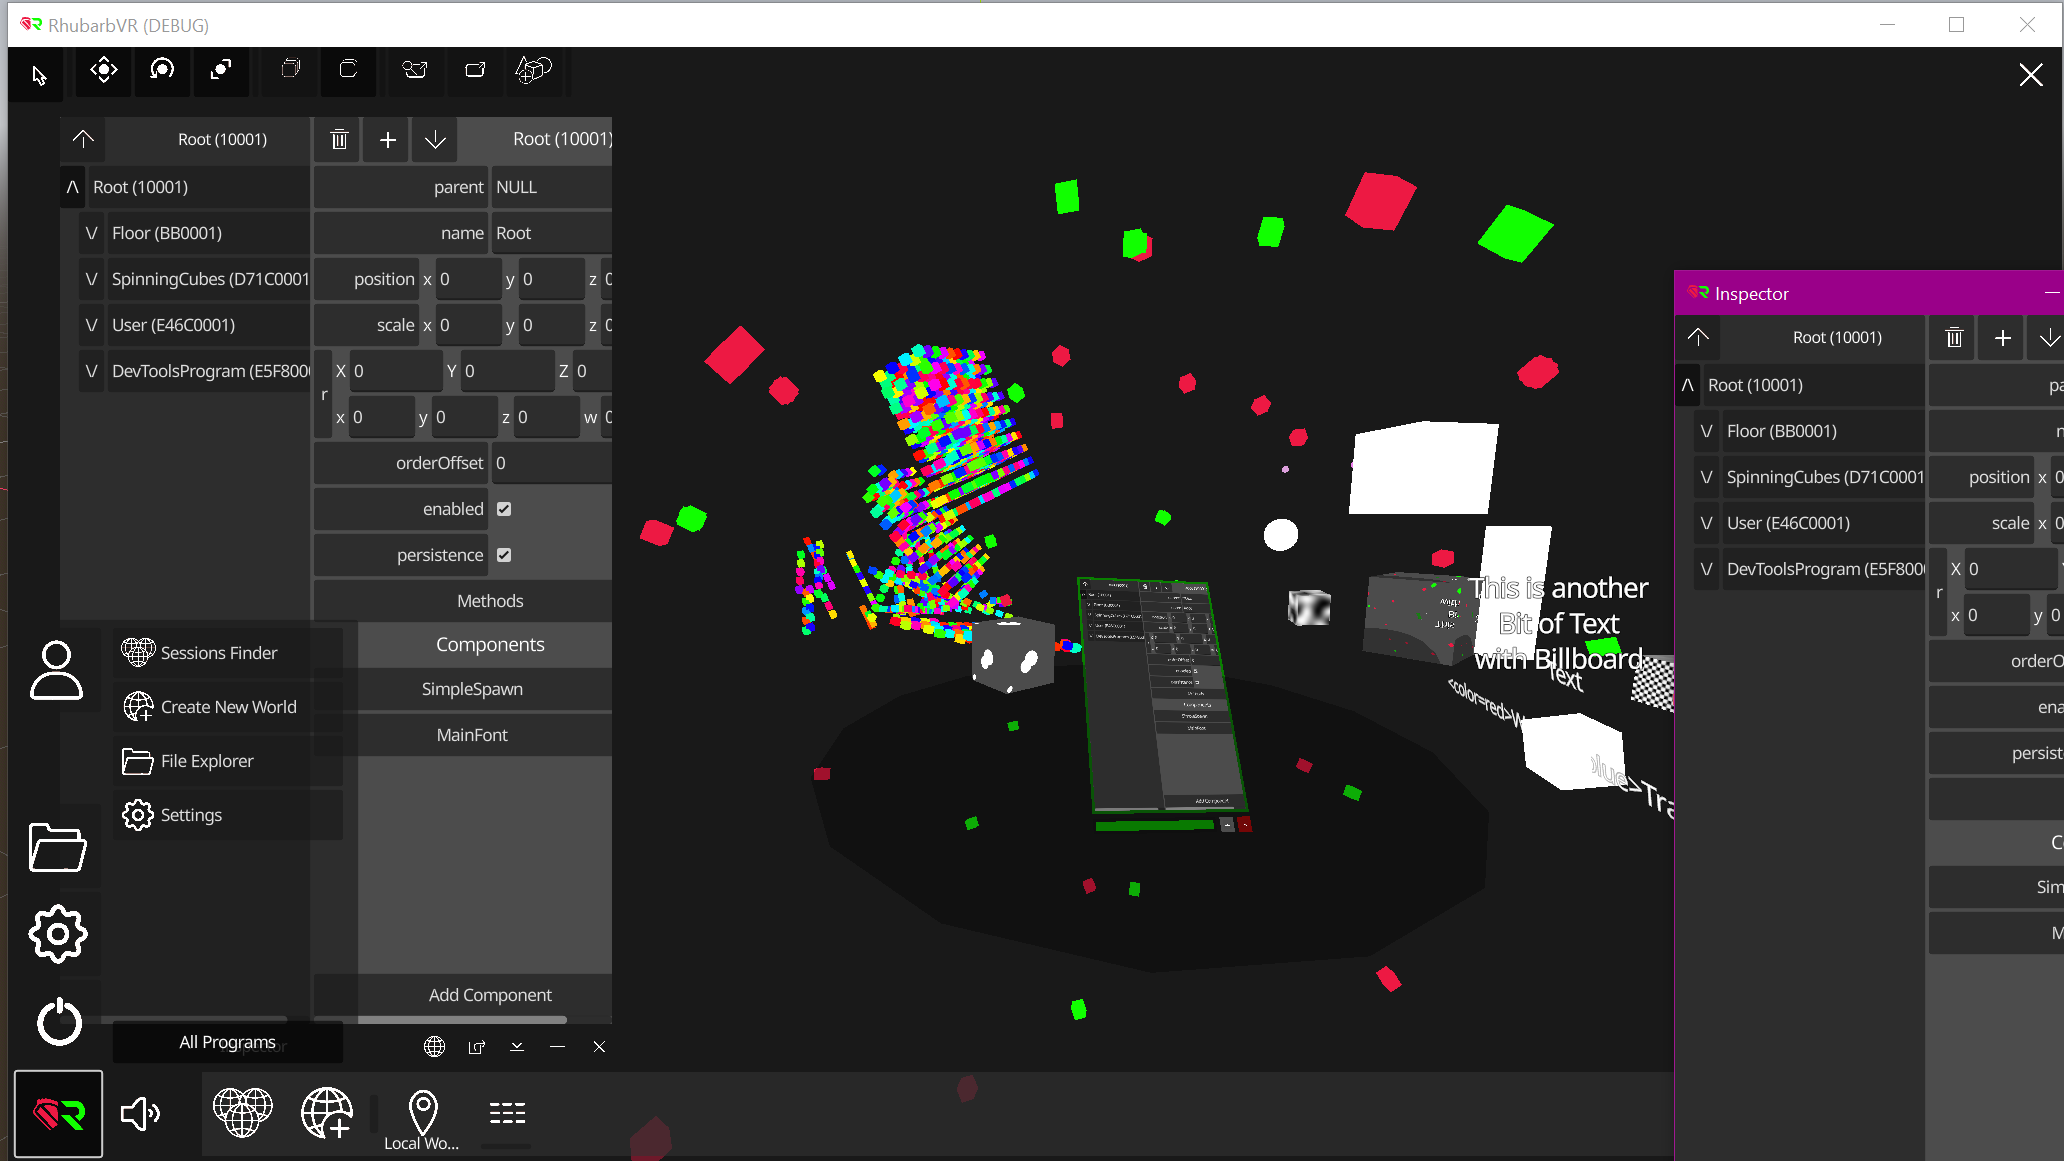 RhubarbVR (DEBUG)
Root (10001)
Root (10001)
Root (10001)
parent NULL
Floor (BB0001)
name Root
SpinningCubes (D71C0001
position x 0 y 0 z 0
User (E46C0001)
scale x 0 y 0 z 0
DevToolsProgram (E5F800
X 0 Y 0 Z 0
r
x 0 y 0 z 0 w 0
orderOffset 0
enabled
persistence
Methods
Components
SimpleSpawn
MainFont
Add Component
Sessions Finder
Create New World
File Explorer
Settings
All Programs
Local Wo...
This is another
Bit of Text
with Billboard
Text
<color=red>W
blue>Tra
Add Component
Inspector
Root (10001)
Root (10001)
pa
Floor (BB0001)
n
SpinningCubes (D71C0001
position x 0
User (E46C0001)
scale x 0
DevToolsProgram (E5F800
X 0
r
x 0 y 0
orderO
ena
persist
C
Sim
M